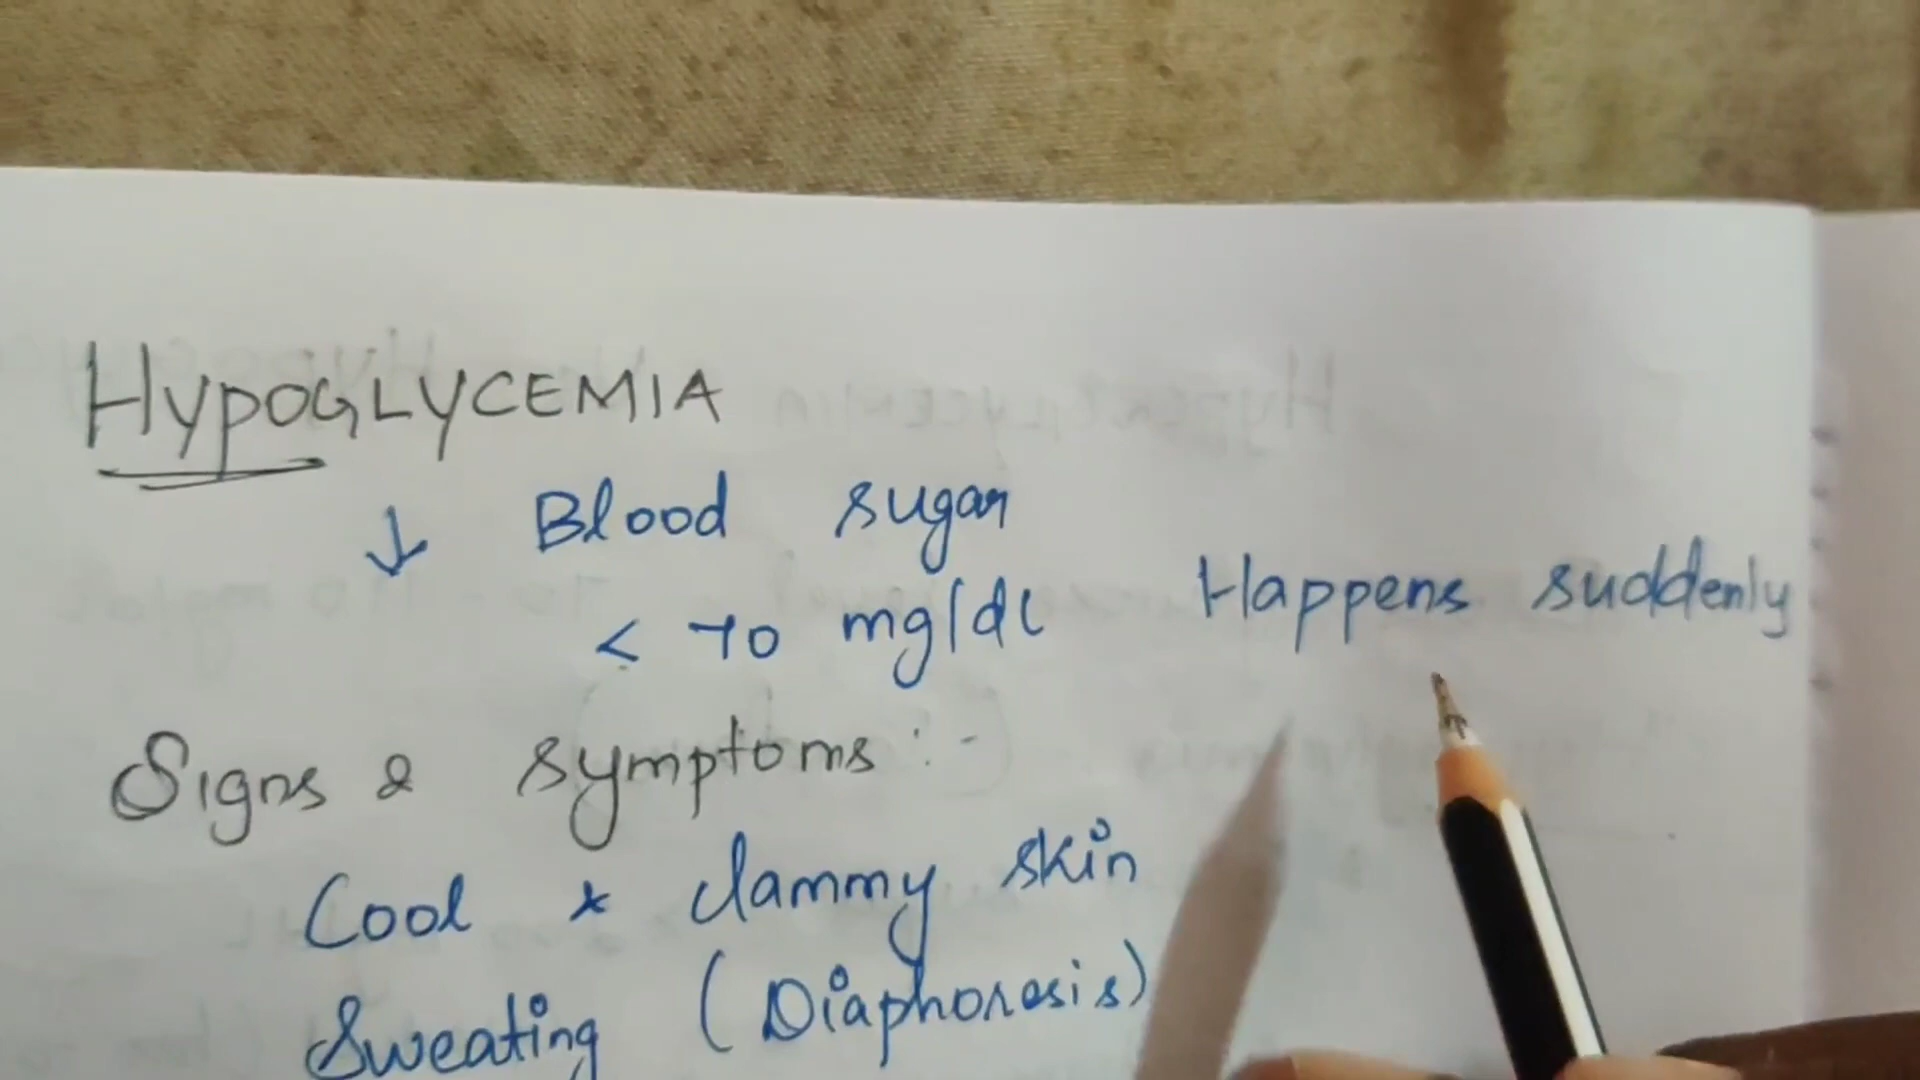 HypoGLYCEMIA
↓ Blood sugar
< 70 mg/dl Happens suddenly
Signs & symptoms :-
Cool & clammy skin
Sweating (Diaphoresis)